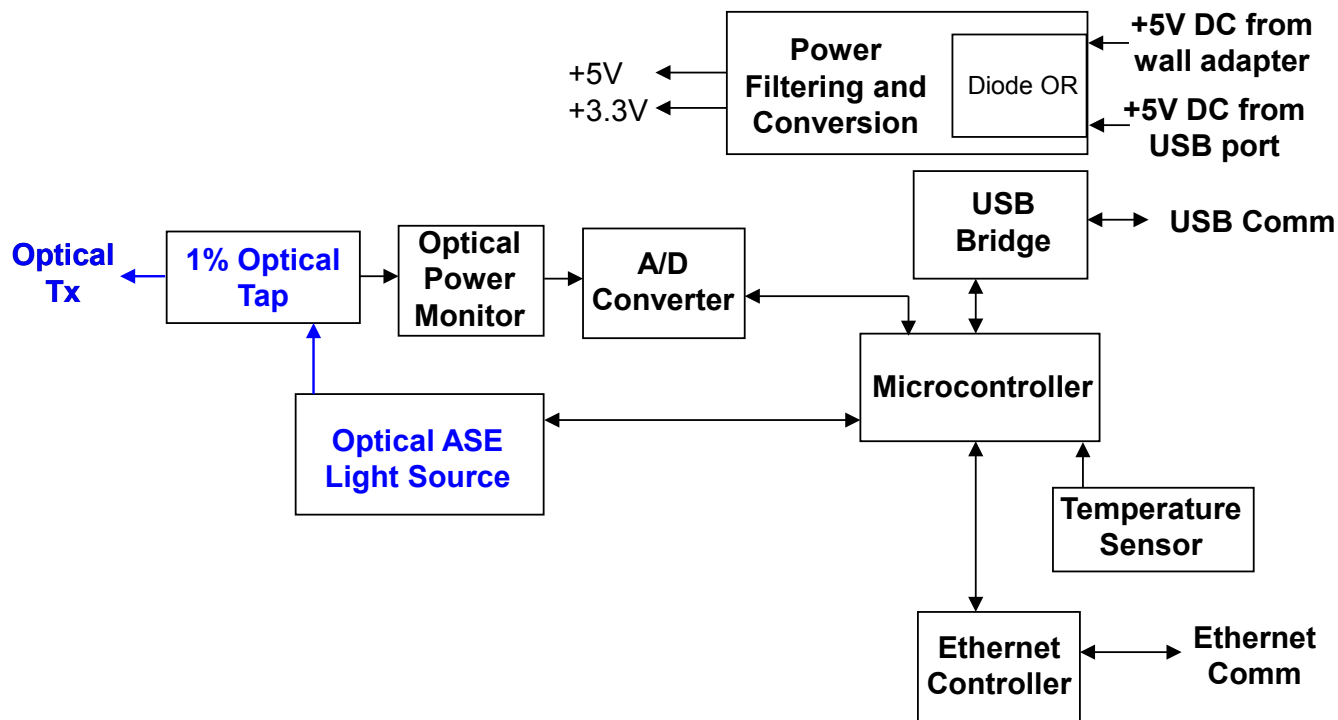 +5V DC from
wall adapter
Power
Filtering and
Conversion
Diode OR
+5V
+3.3V
+5V DC from
USB port
USB
Bridge
USB Comm
Optical
Tx
1% Optical
Tap
Optical
Power
Monitor
A/D
Converter
Microcontroller
Optical ASE
Light Source
Temperature
Sensor
Ethernet
Controller
Ethernet
Comm